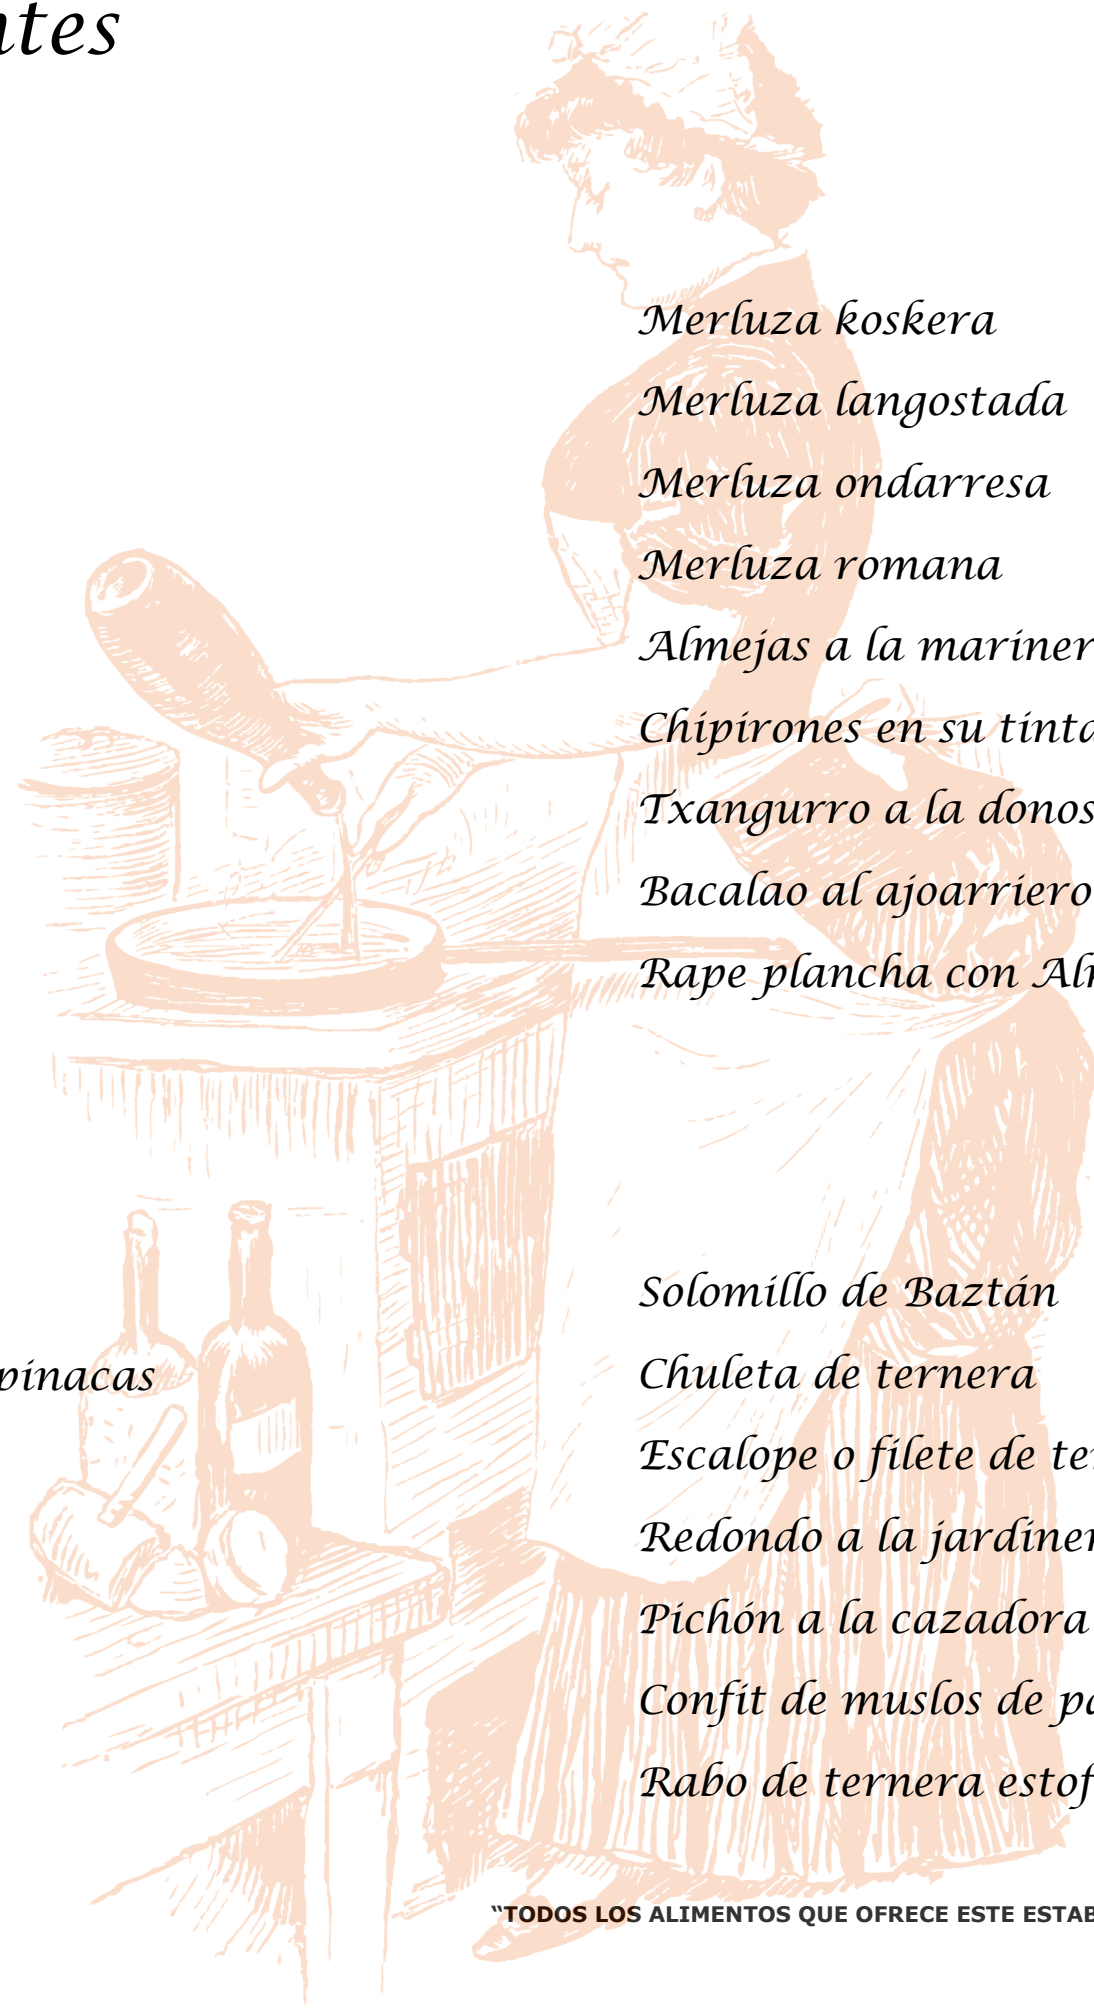 ntes
Merluza koskera
Merluza langostada
Merluza ondarresa
Merluza romana
Almejas a la mariner
Chipirones en su tinta
Txangurro a la donos
Bacalao al ajoarriero
Rape plancha con Al
Solomillo de Baztán
pinacas
Chuleta de ternera
Escalope o filete de te
Redondo a la jardiner
Pichón a la cazadora
Confit de muslos de pa
Rabo de ternera estof
“TODOS LOS ALIMENTOS QUE OFRECE ESTE ESTAB